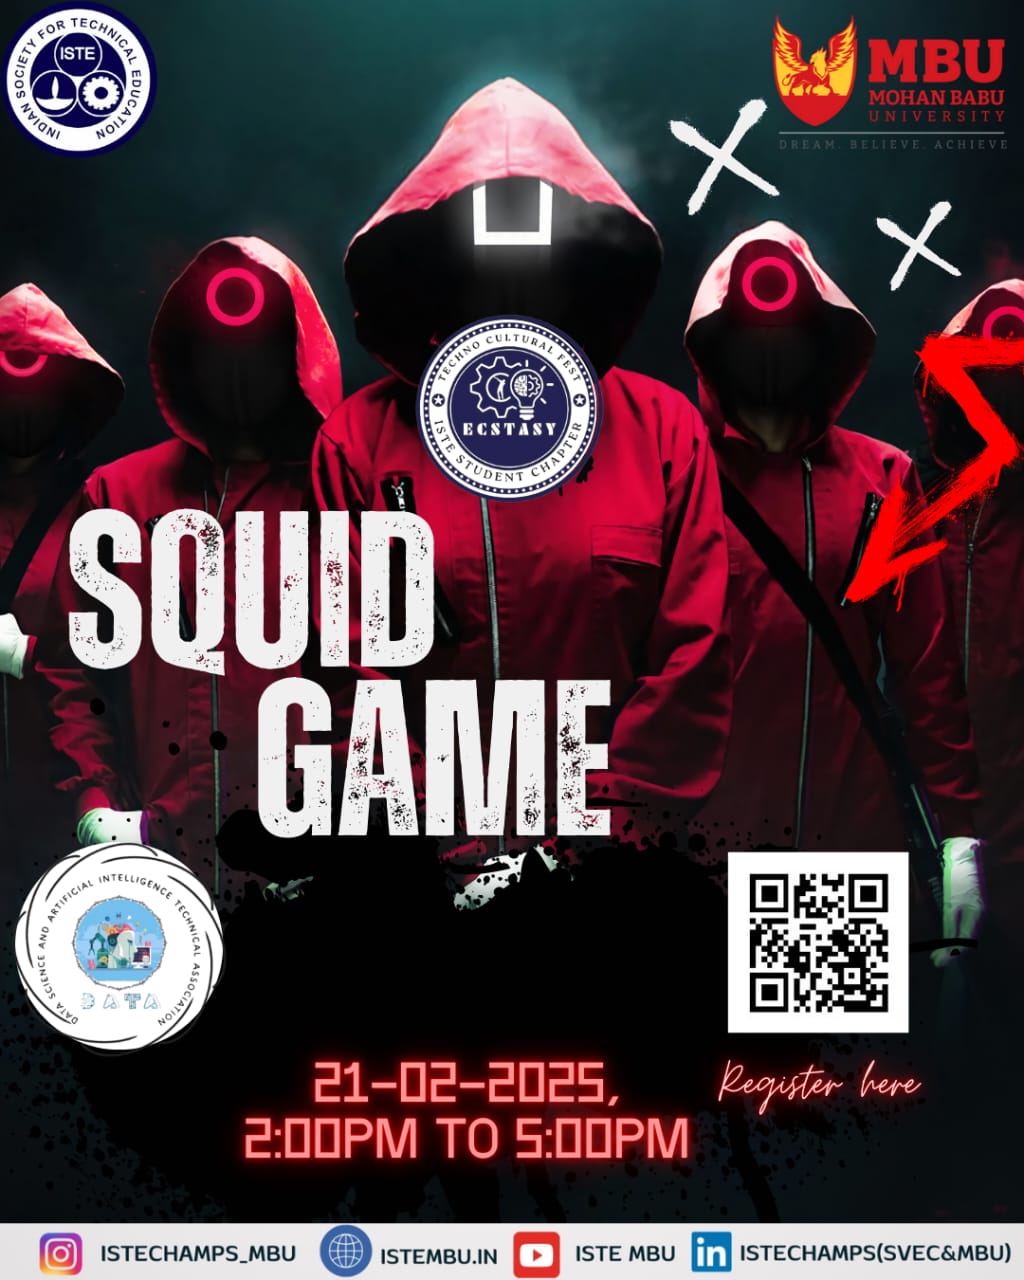 INDIAN SOCIETY FOR TECHNICAL EDUCATION
ISTE
MBU
MOHAN BABU
UNIVERSITY
DREAM. BELIEVE. ACHIEVE
TECHNO CULTURAL FEST
ECSTASY
ISTE STUDENT CHAPTER
SQUID
GAME
DATA SCIENCE AND ARTIFICIAL INTELLIGENCE TECHNICAL ASSOCIATION
DATA
21-02-2025,
2:00PM TO 5:00PM
Register here
ISTECHAMPS_MBU
ISTEMBU.IN
ISTE MBU
in ISTECHAMPS(SVEC&MBU)